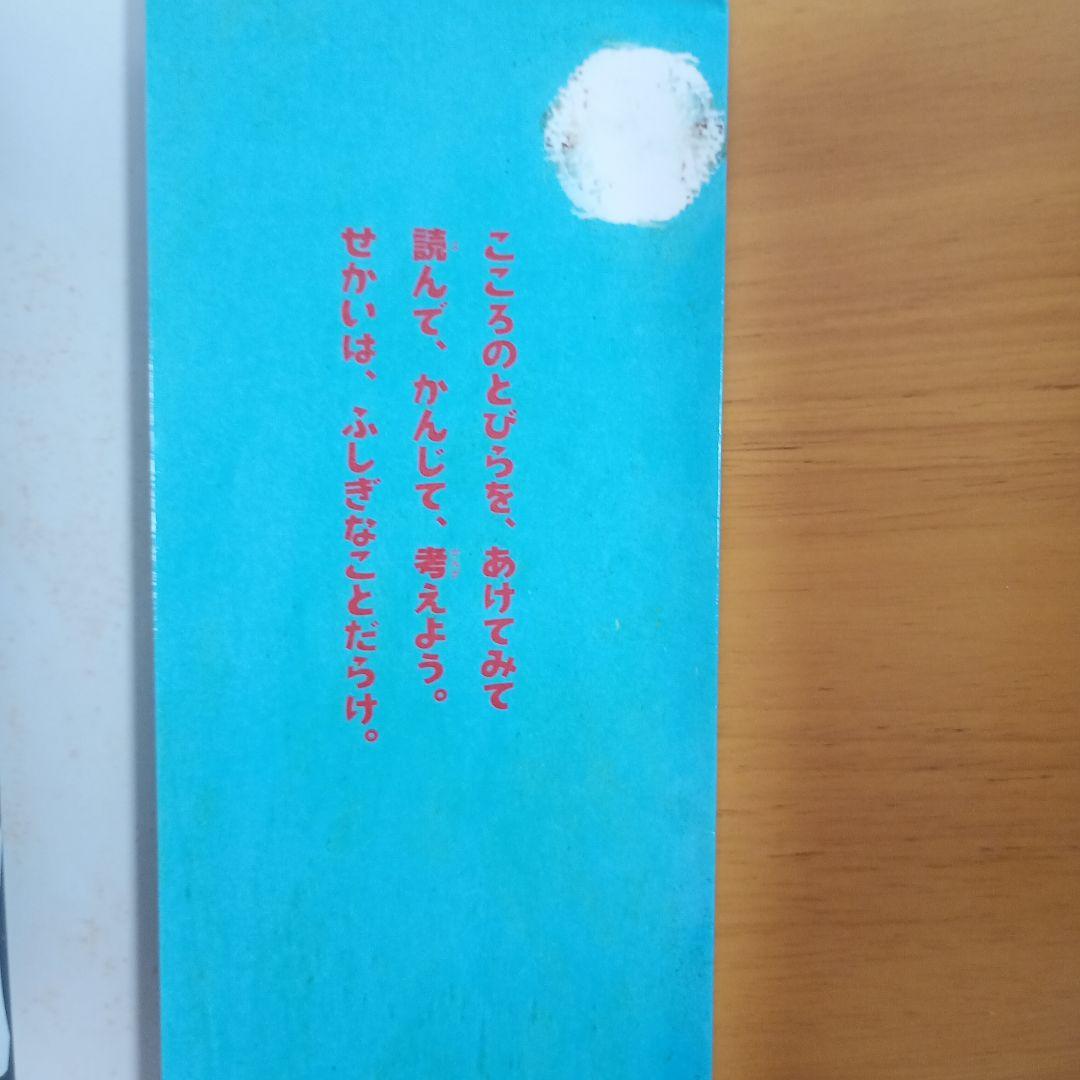 こころのとびらを、あけてみて
読んで、かんじて、考えよう。
せかいは、ふしぎなことだらけ。